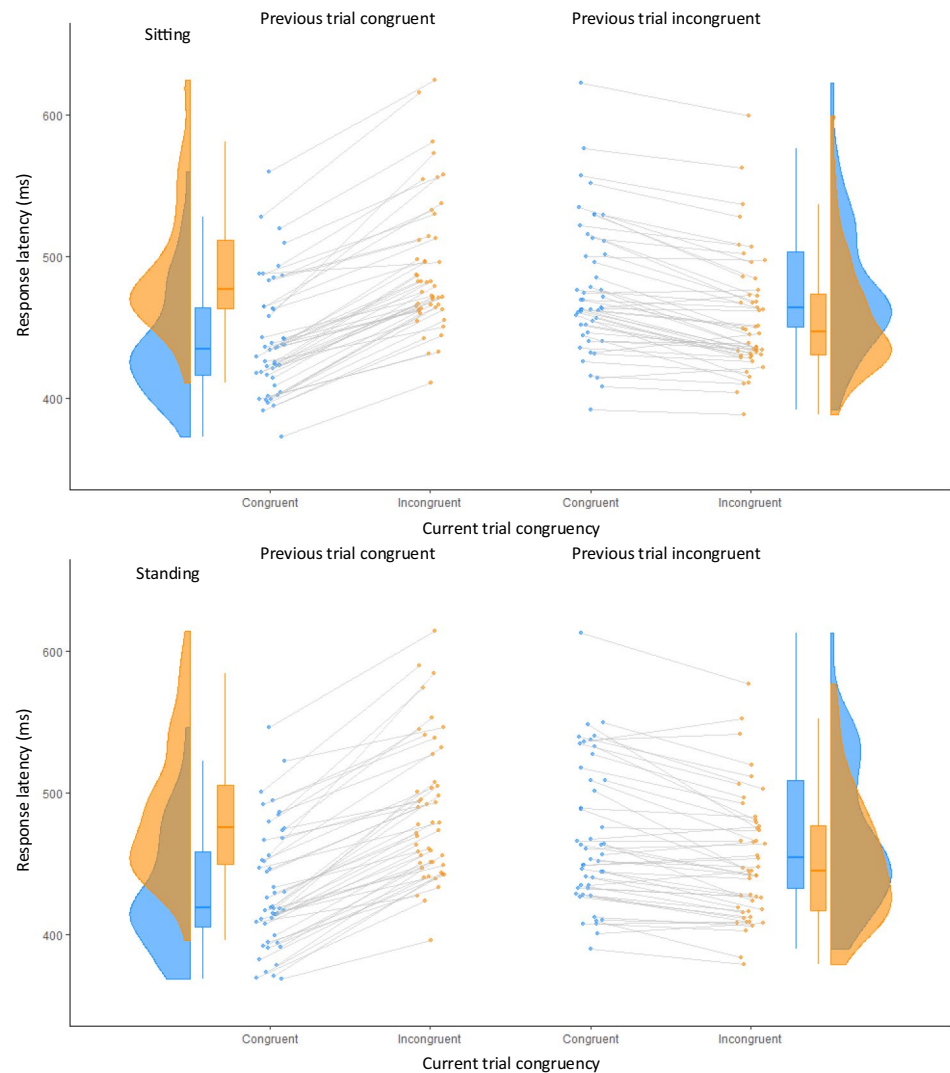 Previous trial congruent
Previous trial incongruent
Sitting
600
500
400
Response latency (ms)
Congruent
Incongruent
Congruent
Incongruent
Current trial congruency
Previous trial congruent
Previous trial incongruent
Standing
600
500
400
Response latency (ms)
Congruent
Incongruent
Congruent
Incongruent
Current trial congruency